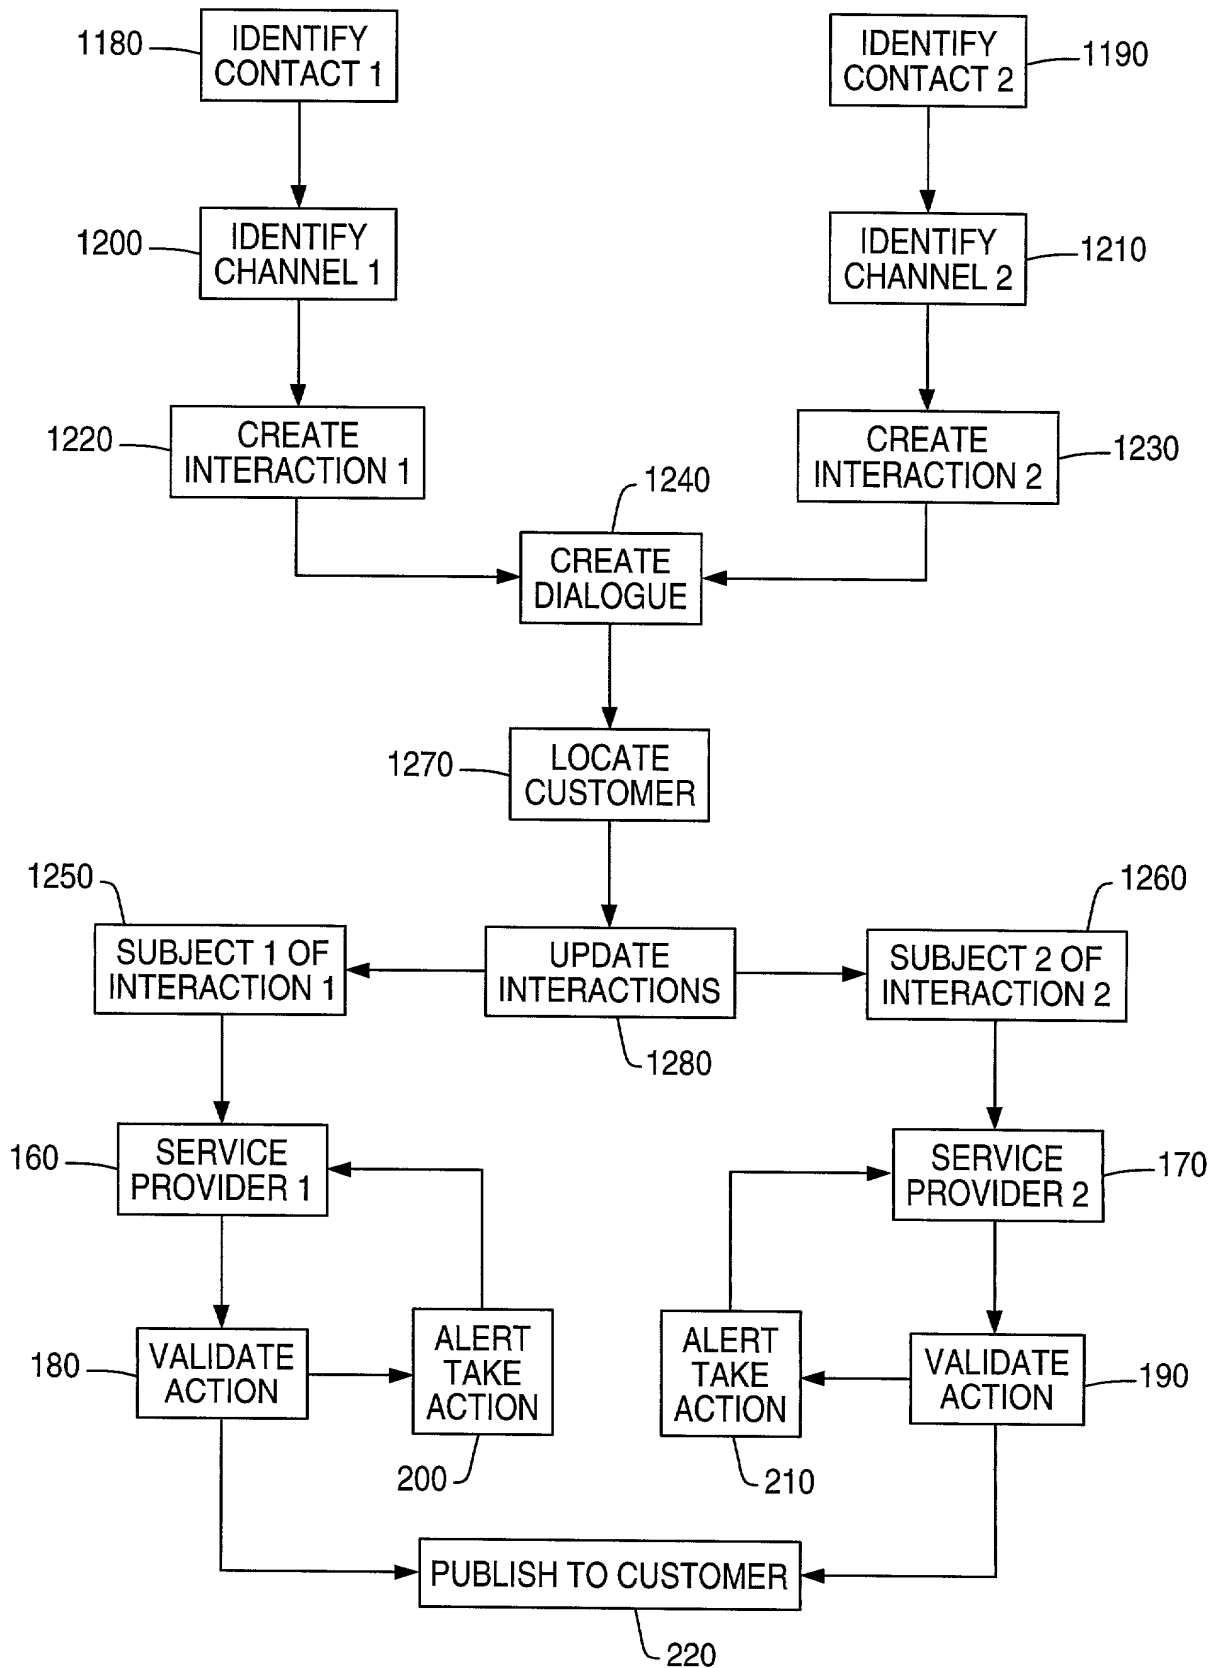 1180
IDENTIFY
CONTACT 1
IDENTIFY
CONTACT 2
1190
1200
IDENTIFY
CHANNEL 1
IDENTIFY
CHANNEL 2
1210
1220
CREATE
INTERACTION 1
CREATE
INTERACTION 2
1230
1240
CREATE
DIALOGUE
1270
LOCATE
CUSTOMER
1250
SUBJECT 1 OF
INTERACTION 1
UPDATE
INTERACTIONS
1280
1260
SUBJECT 2 OF
INTERACTION 2
160
SERVICE
PROVIDER 1
SERVICE
PROVIDER 2
170
180
VALIDATE
ACTION
ALERT
TAKE
ACTION
200
ALERT
TAKE
ACTION
210
VALIDATE
ACTION
190
PUBLISH TO CUSTOMER
220